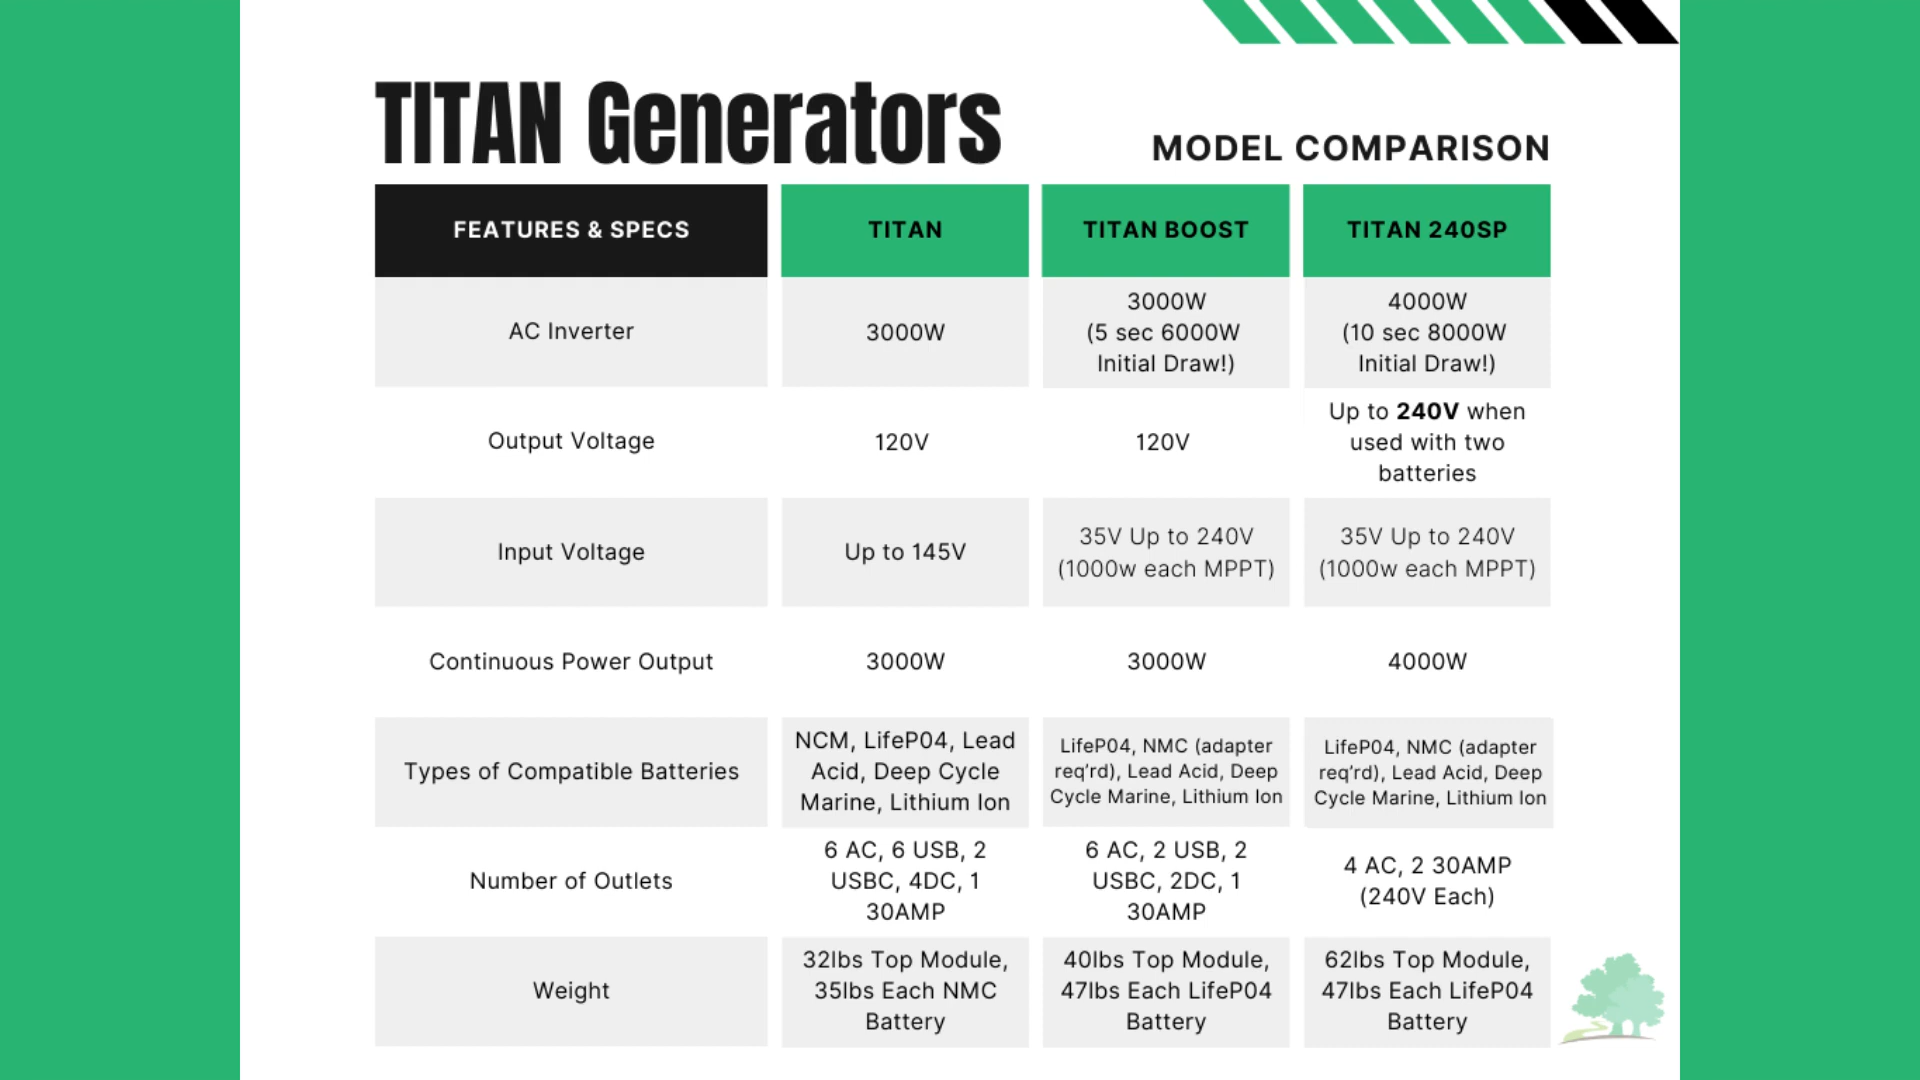 TITAN Generators
MODEL COMPARISON
FEATURES & SPECS
TITAN
TITAN BOOST
TITAN 240SP
AC Inverter
3000W
3000W
(5 sec 6000W
Initial Draw!)
4000W
(10 sec 8000W
Initial Draw!)
Output Voltage
120V
120V
Up to 240V when
used with two
batteries
Input Voltage
Up to 145V
35V Up to 240V
(1000w each MPPT)
35V Up to 240V
(1000w each MPPT)
Continuous Power Output
3000W
3000W
4000W
Types of Compatible Batteries
NCM, LifeP04, Lead
Acid, Deep Cycle
Marine, Lithium Ion
LifeP04, NMC (adapter
req'rd), Lead Acid, Deep
Cycle Marine, Lithium Ion
LifeP04, NMC (adapter
req'rd), Lead Acid, Deep
Cycle Marine, Lithium Ion
Number of Outlets
6 AC, 6 USB, 2
USBC, 4DC, 1
30AMP
6 AC, 2 USB, 2
USBC, 2DC, 1
30AMP
4 AC, 2 30AMP
(240V Each)
Weight
32lbs Top Module,
35lbs Each NMC
Battery
40lbs Top Module,
47lbs Each LifeP04
Battery
62lbs Top Module,
47lbs Each LifeP04
Battery